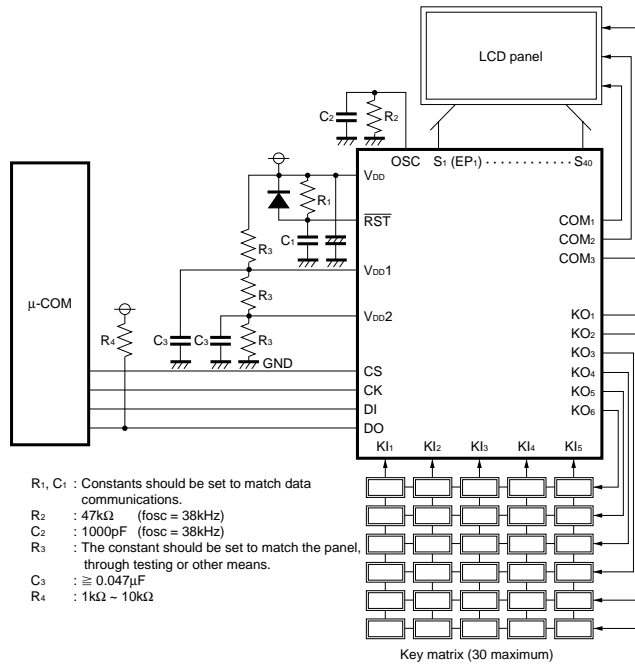 LCD panel
C2
R2
OSC S1 (EP1) · · · · · · · · · · · · · · · · S40
VDD
R1
RST
COM1
C1
COM2
R3
COM3
VDD1
μ-COM
R3
KO1
VDD2
KO2
R4
C3
C3
R3
KO3
GND
KO4
CS
CK
KO5
DI
KO6
DO
KI1 KI2 KI3 KI4 KI5
R1, C1 : Constants should be set to match data
communications.
R2 : 47kΩ (fosc = 38kHz)
C2 : 1000pF (fosc = 38kHz)
R3 : The constant should be set to match the panel,
through testing or other means.
C3 : ≧ 0.047μF
R4 : 1kΩ ~ 10kΩ
Key matrix (30 maximum)